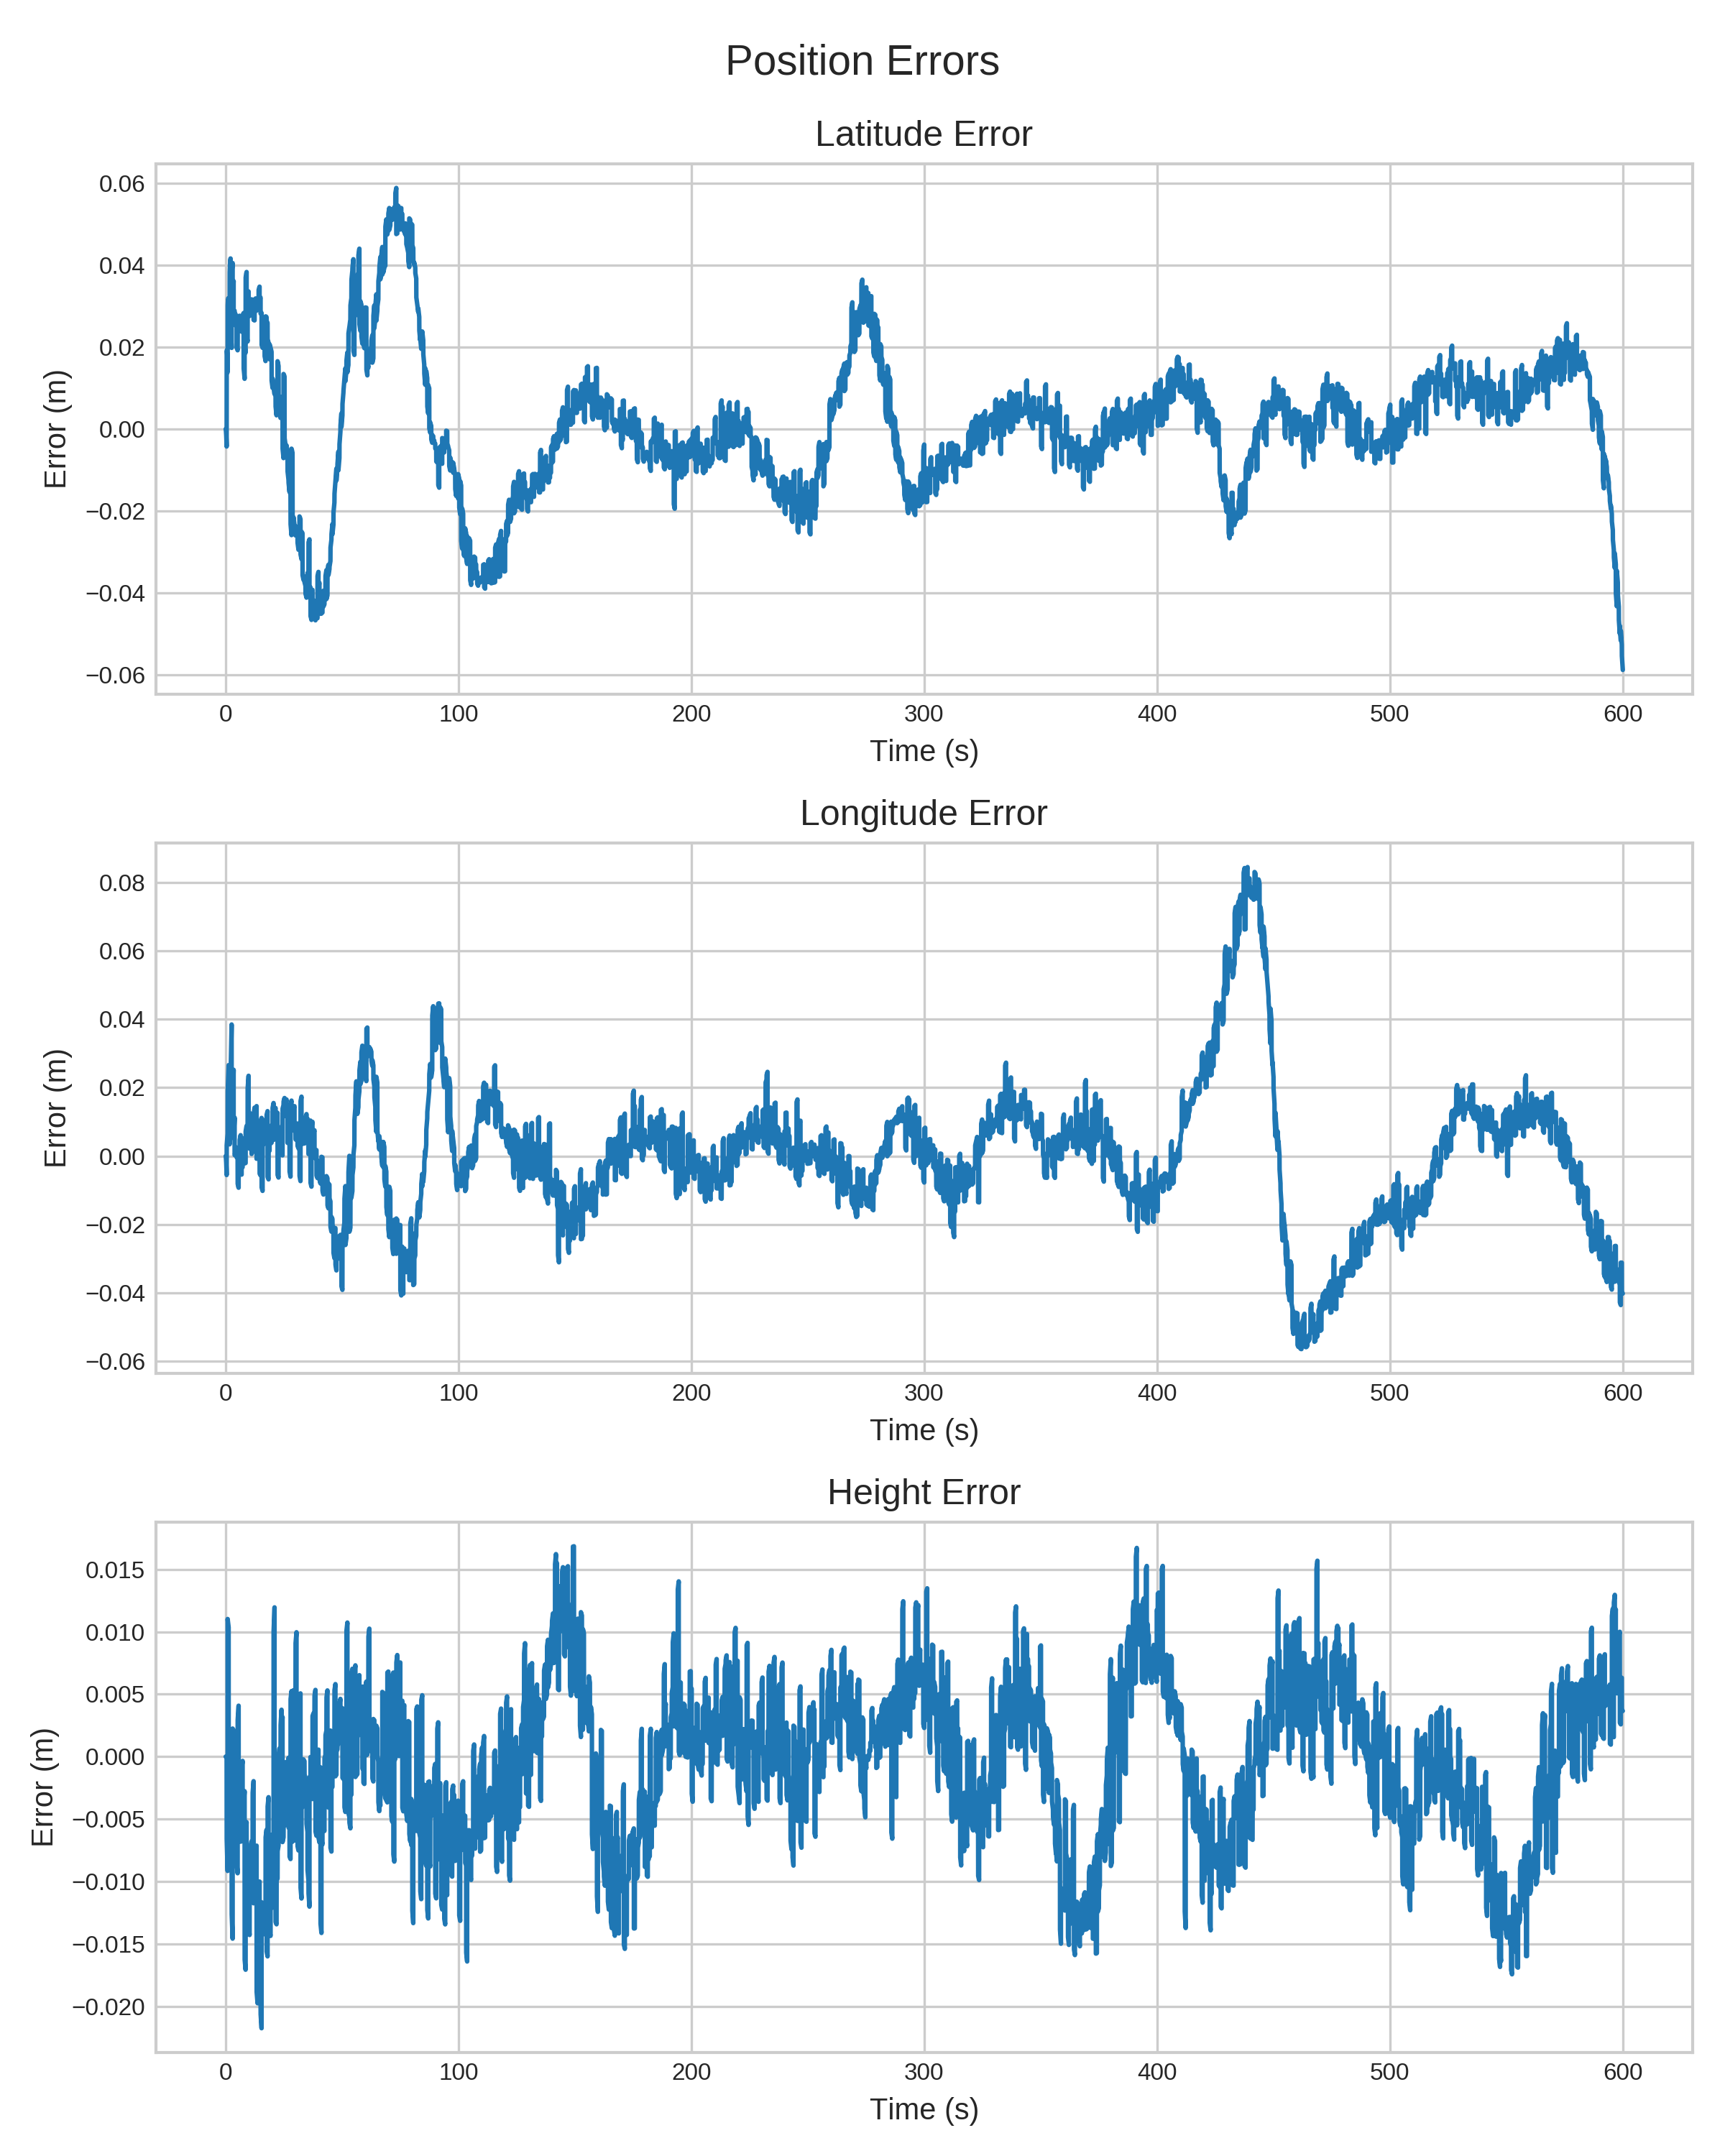 Position Errors
Latitude Error
0.06
0.04
0.02
0.00
−0.02
−0.04
−0.06
Error (m)
0 100 200 300 400 500 600
Time (s)
Longitude Error
0.08
0.06
0.04
0.02
0.00
−0.02
−0.04
−0.06
Error (m)
0 100 200 300 400 500 600
Time (s)
Height Error
0.015
0.010
0.005
0.000
−0.005
−0.010
−0.015
−0.020
Error (m)
0 100 200 300 400 500 600
Time (s)